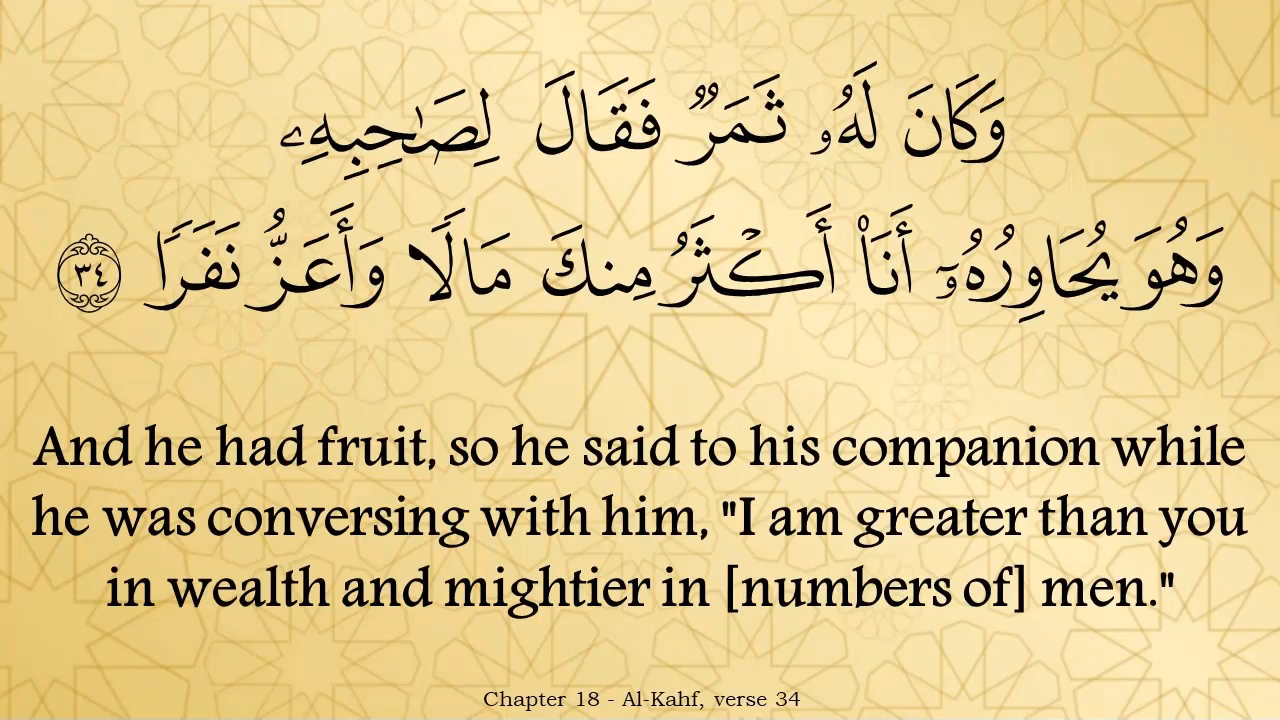 وَكَانَ لَهُۥ ثَمَرٌ فَقَالَ لِصَـٰحِبِهِۦ
وَهُوَ يُحَاوِرُهُۥٓ أَنَا۠ أَكْثَرُ مِنكَ مَالًا وَأَعَزُّ نَفَرًا ٣٤
And he had fruit, so he said to his companion while
he was conversing with him, "I am greater than you
in wealth and mightier in [numbers of] men."
Chapter 18 - Al-Kahf, verse 34